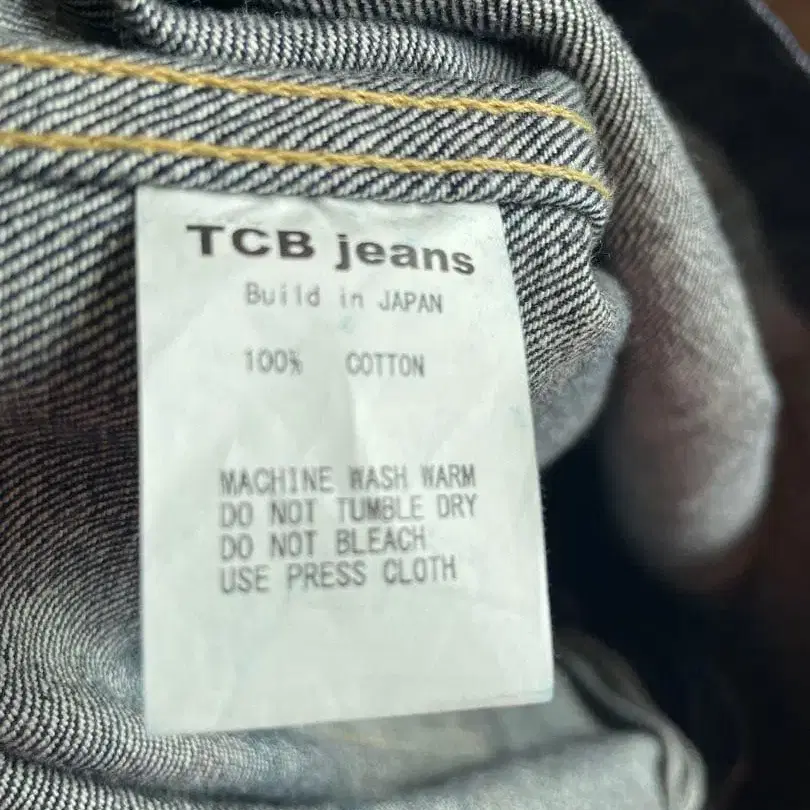 TCB jeans
Build in JAPAN
100% COTTON
MACHINE WASH WARM
DO NOT TUMBLE DRY
DO NOT BLEACH
USE PRESS CLOTH